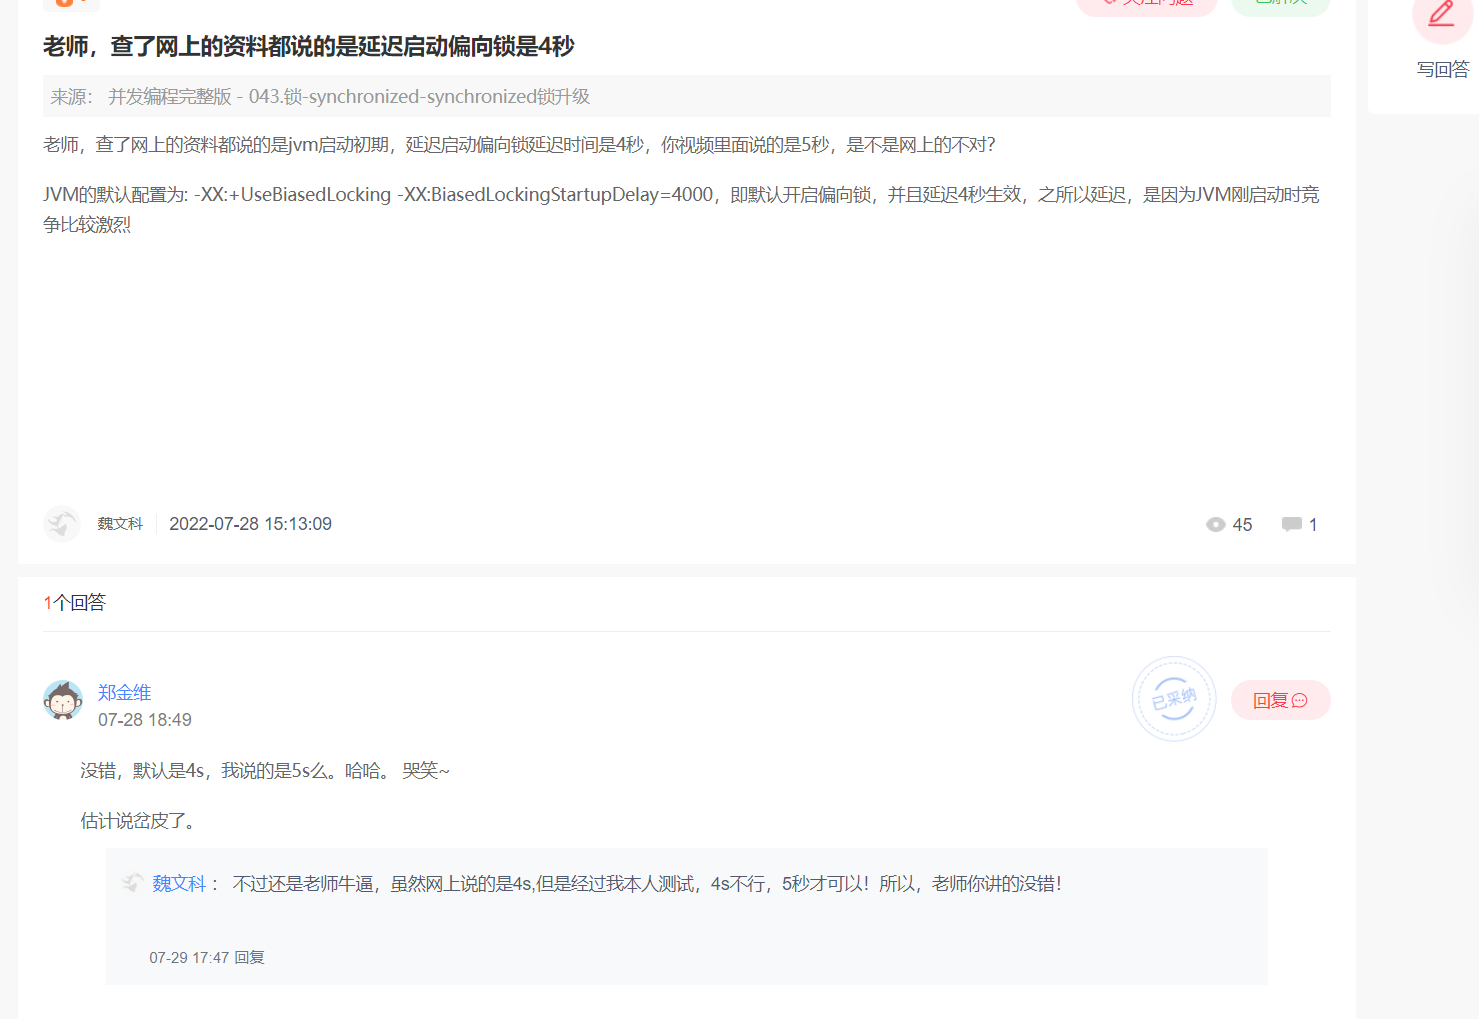 老师，查了网上的资料都说的是延迟启动偏向锁是4秒
写回答
来源： 并发编程完整版 - 043.锁-synchronized-synchronized锁升级
老师，查了网上的资料都说的是jvm启动初期，延迟启动偏向锁延迟时间是4秒，你视频里面说的是5秒，是不是网上的不对？
JVM的默认配置为: -XX:+UseBiasedLocking -XX:BiasedLockingStartupDelay=4000，即默认开启偏向锁，并且延迟4秒生效，之所以延迟，是因为JVM刚启动时竞
争比较激烈
魏文科 2022-07-28 15:13:09 45 1
1个回答
郑金维
07-28 18:49
已采纳
回复
没错，默认是4s，我说的是5s么。哈哈。 哭笑~
估计说岔皮了。
魏文科： 不过还是老师牛逼，虽然网上说的是4s,但是经过我本人测试，4s不行，5秒才可以！所以，老师你讲的没错！
07-29 17:47 回复